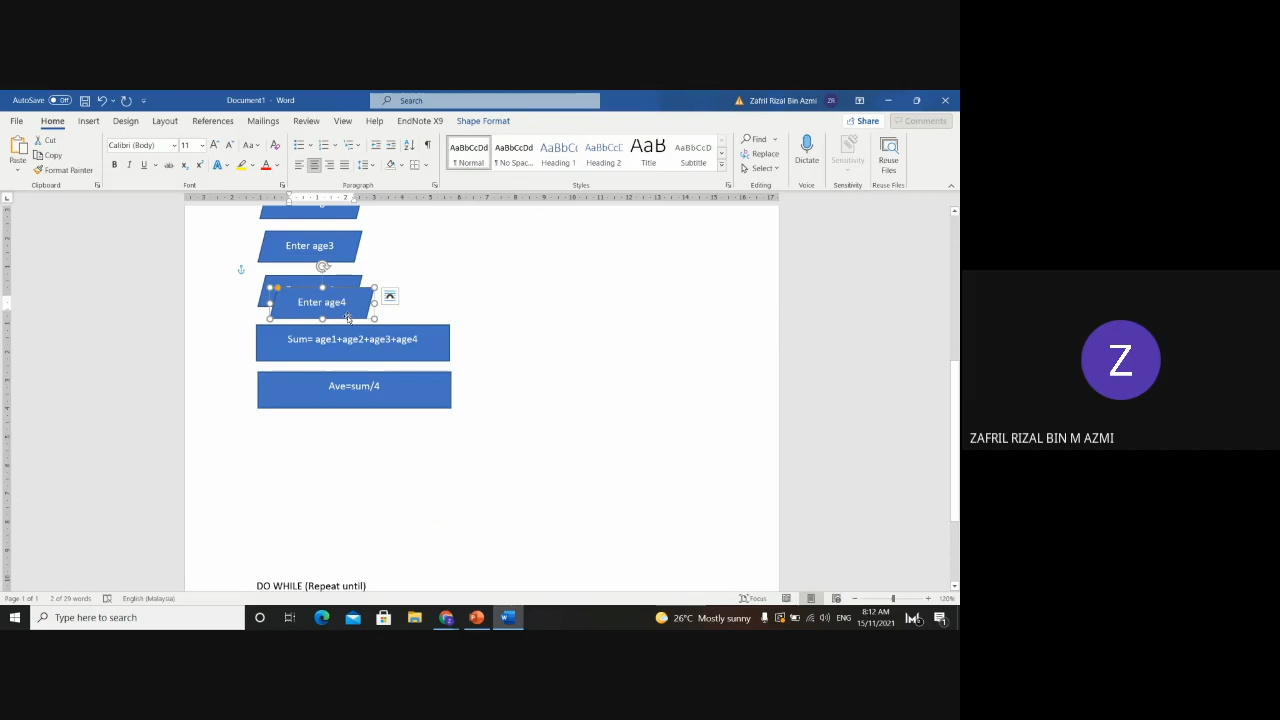 AutoSave Off
Document1 - Word
Search
Zafril Rizal Bin Azmi
ZR
File Home Insert Design Layout References Mailings Review View Help EndNote X9 Shape Format
Share
Comments
Paste
Cut
Copy
Format Painter
Clipboard
Calibri (Body) 11
Font
Paragraph
AaBbCcDd
¶ Normal
AaBbCcDd
¶ No Spac...
AaBbCc
Heading 1
AaBbCcC
Heading 2
AaB
Title
AaBbCcD
Subtitle
Styles
Find
Replace
Select
Editing
Dictate
Voice
Sensitivity
Sensitivity
Reuse
Files
Reuse Files
Enter age3
Enter age4
Sum= age1+age2+age3+age4
Ave=sum/4
DO WHILE (Repeat until)
Page 1 of 1 2 of 29 words English (Malaysia)
Focus
120%
Type here to search
26°C Mostly sunny
ENG
8:12 AM
15/11/2021
Z
ZAFRIL RIZAL BIN M AZMI